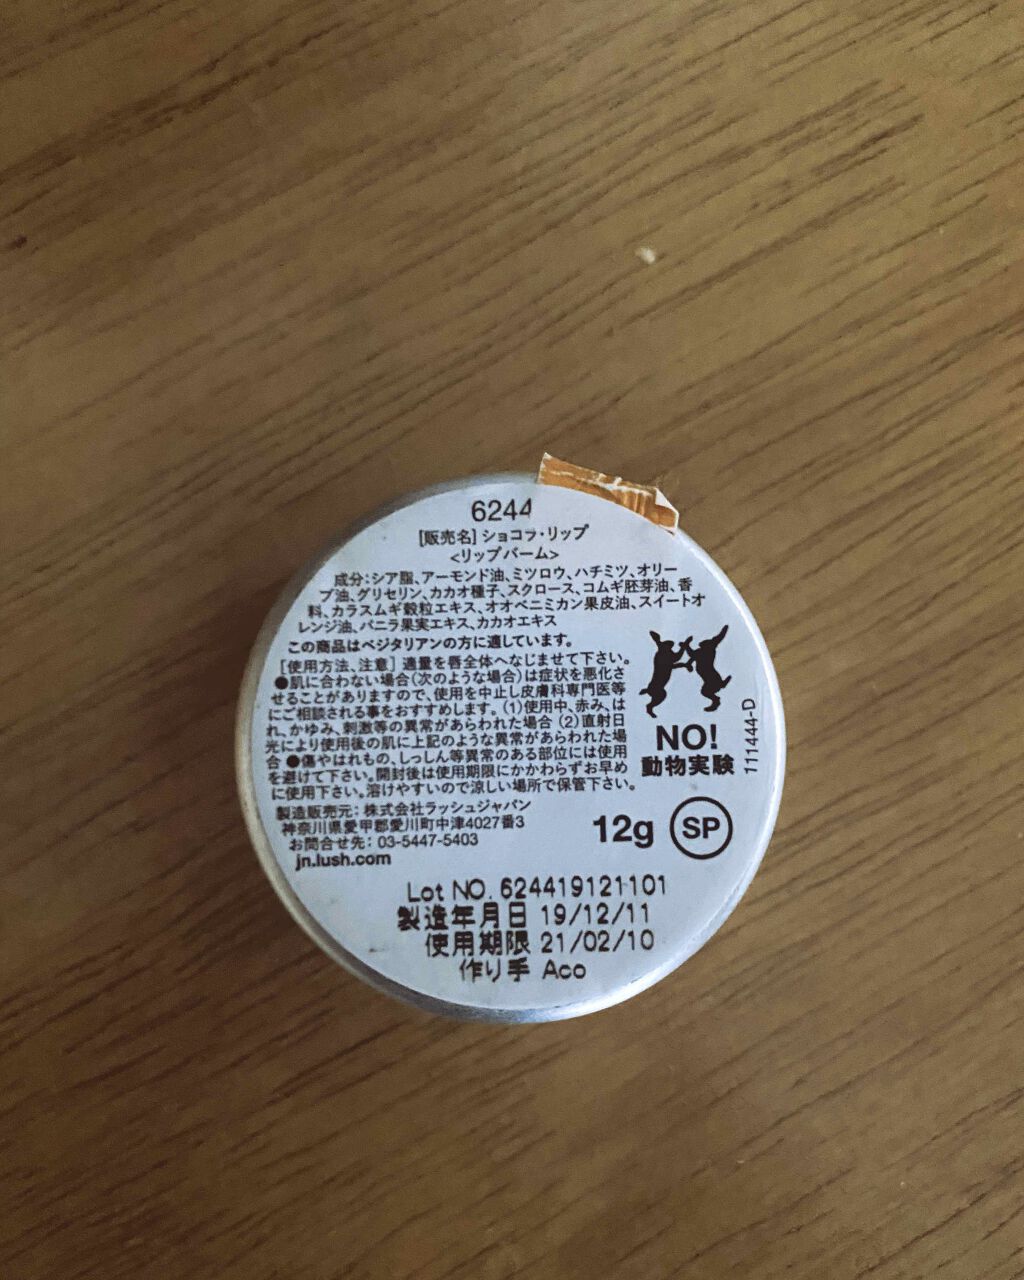 6244
[販売名]ショコラ・リップ
<リップバーム>
成分:シア脂、アーモンド油、ミツロウ、ハチミツ、オリー
ブ油、グリセリン、カカオ種子、スクロース、コムギ胚芽油、香
料、カラスムギ穀粒エキス、オオベニミカン果皮油、スイートオ
レンジ油、バニラ果実エキス、カカオエキス
この商品はベジタリアンの方に適しています。
[使用方法、注意] 適量を唇全体へなじませて下さい。
●肌に合わない場合(次のような場合)は症状を悪化さ
せることがありますので、使用を中止し皮膚科専門医等
にご相談される事をおすすめします。(1)使用中、赤み、は
れ、かゆみ、刺激等の異常があらわれた場合 (2)直射日
光により使用後の肌に上記のような異常があらわれた場
合 ●傷やはれもの、しっしん等異常のある部位には使用
を避けて下さい。開封後は使用期限にかかわらずお早め
に使用下さい。溶けやすいので涼しい場所で保管下さい。
製造販売元:株式会社ラッシュジャパン
神奈川県愛甲郡愛川町中津4027番3
お問合せ先:03-5447-5403
jn.lush.com
NO!
動物実験
111444-D
12g
SP
Lot NO. 624419121101
製造年月日 19/12/11
使用期限 21/02/10
作り手 Aco